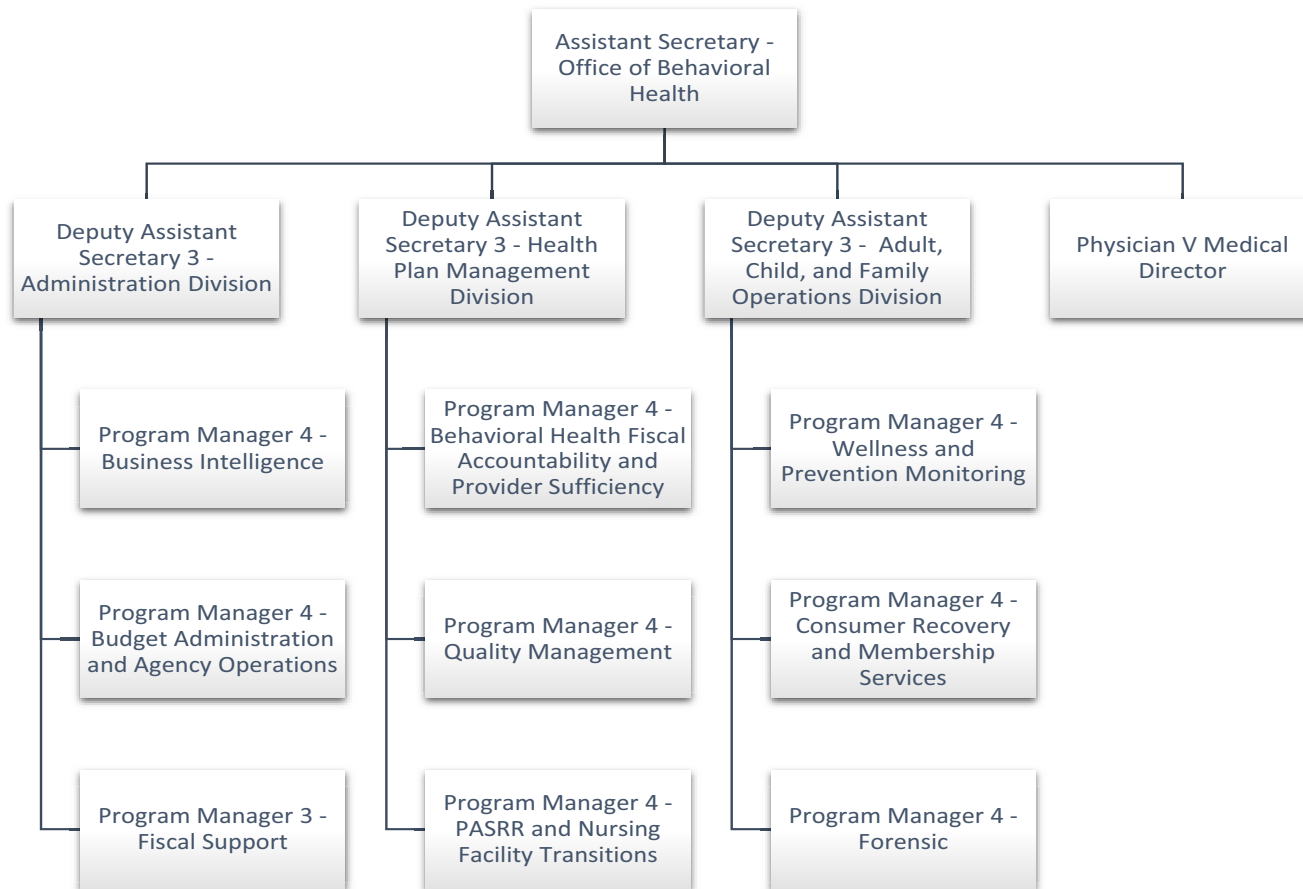 Assistant Secretary -
Office of Behavioral
Health
Deputy Assistant
Secretary 3 -
Administration Division
Deputy Assistant
Secretary 3 - Health
Plan Management
Division
Deputy Assistant
Secretary 3 - Adult,
Child, and Family
Operations Division
Physician V Medical
Director
Program Manager 4 -
Business Intelligence
Program Manager 4 -
Behavioral Health Fiscal
Accountability and
Provider Sufficiency
Program Manager 4 -
Wellness and
Prevention Monitoring
Program Manager 4 -
Budget Administration
and Agency Operations
Program Manager 4 -
Quality Management
Program Manager 4 -
Consumer Recovery
and Membership
Services
Program Manager 3 -
Fiscal Support
Program Manager 4 -
PASRR and Nursing
Facility Transitions
Program Manager 4 -
Forensic